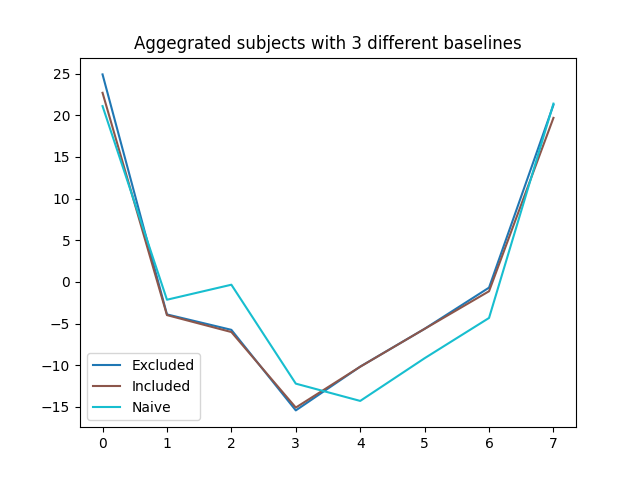 Aggegrated subjects with 3 different baselines
25
20
15
10
5
0
−5
−10
−15
Excluded
Included
Naive
0 1 2 3 4 5 6 7